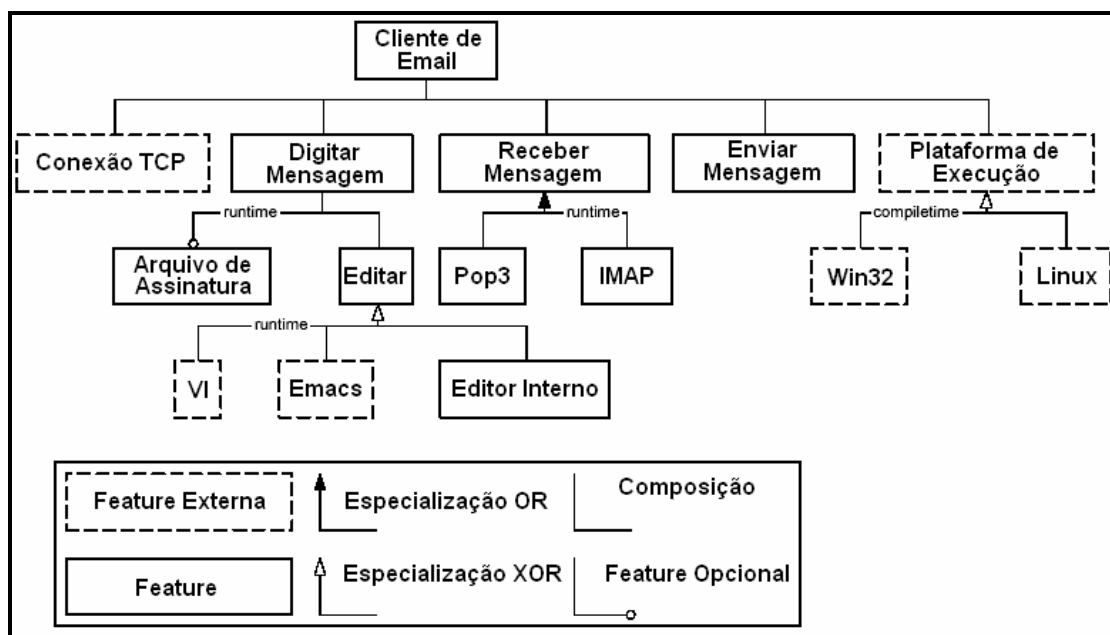 Cliente de
Email
Conexão TCP
Digitar
Mensagem
Receber
Mensagem
Enviar
Mensagem
Plataforma de
Execução
runtime
runtime
compiletime
Arquivo de
Assinatura
Editar
Pop3
IMAP
Win32
Linux
runtime
VI
Emacs
Editor Interno
Feature Externa
Especialização OR
Composição
Feature
Especialização XOR
Feature Opcional